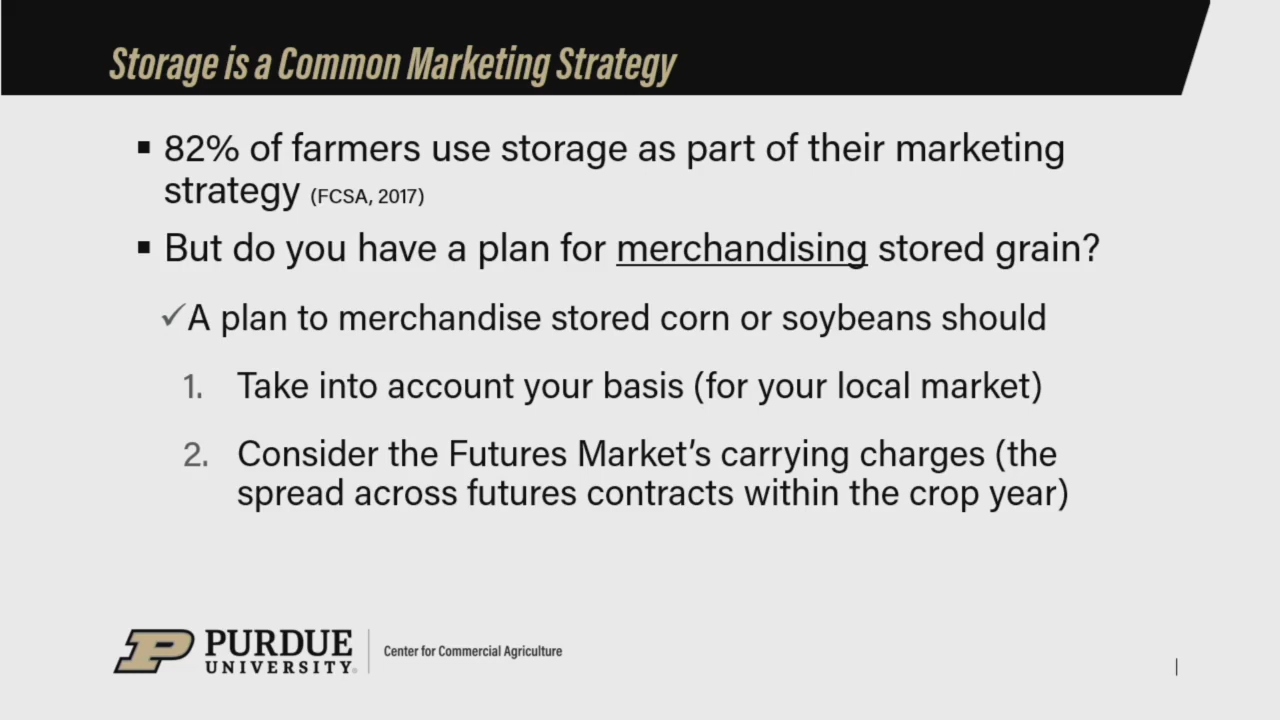 Storage is a Common Marketing Strategy
▪ 82% of farmers use storage as part of their marketing
strategy (FCSA, 2017)
▪ But do you have a plan for merchandising stored grain?
✓A plan to merchandise stored corn or soybeans should
1. Take into account your basis (for your local market)
2. Consider the Futures Market's carrying charges (the
spread across futures contracts within the crop year)
PURDUE
UNIVERSITY®
Center for Commercial Agriculture
|